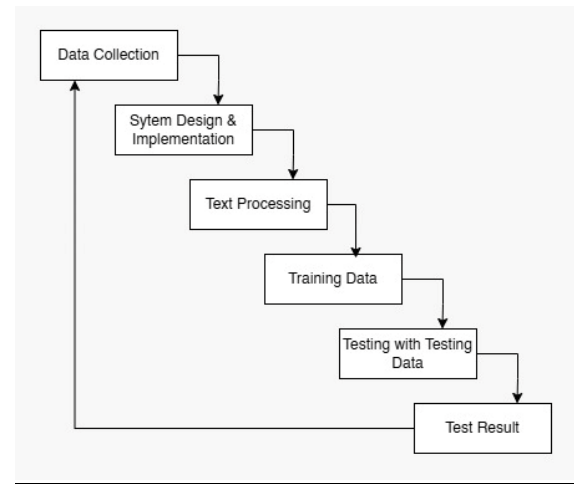 Data Collection
Sytem Design &
Implementation
Text Processing
Training Data
Testing with Testing
Data
Test Result